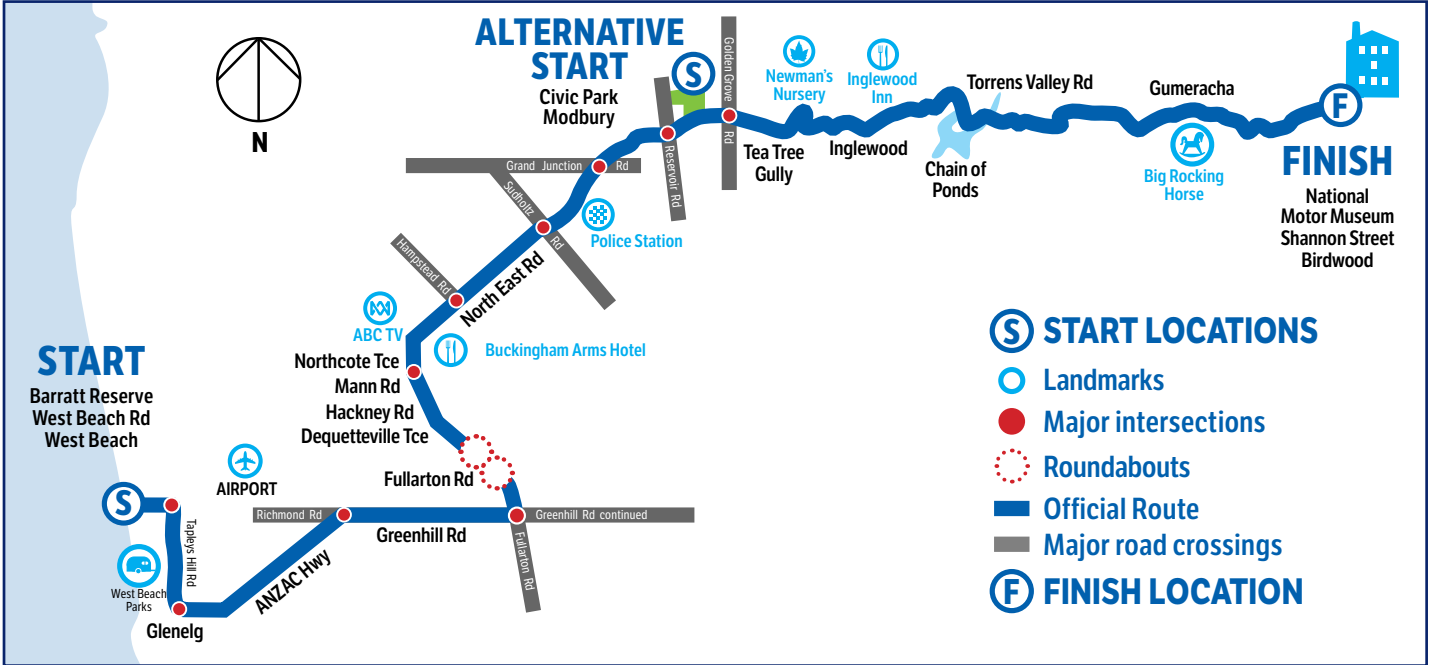 N
ALTERNATIVE
START
Civic Park
Modbury
S
Golden Grove
Rd
Newman's
Nursery
Inglewood
Inn
Torrens Valley Rd
Gumeracha
F
FINISH
National
Motor Museum
Shannon Street
Birdwood
Tea Tree
Gully
Inglewood
Chain of
Ponds
Big Rocking
Horse
Reservoir Rd
Grand Junction
Rd
Sudholtz
Rd
Police Station
Hampstead Rd
North East Rd
ABC TV
Buckingham Arms Hotel
Northcote Tce
Mann Rd
Hackney Rd
Dequetteville Tce
Fullarton Rd
START
Barratt Reserve
West Beach Rd
West Beach
AIRPORT
S
Tapleys Hill Rd
West Beach
Parks
Glenelg
ANZAC Hwy
Richmond Rd
Greenhill Rd
Greenhill Rd continued
Fullarton Rd
S START LOCATIONS
Landmarks
Major intersections
Roundabouts
Official Route
Major road crossings
F FINISH LOCATION